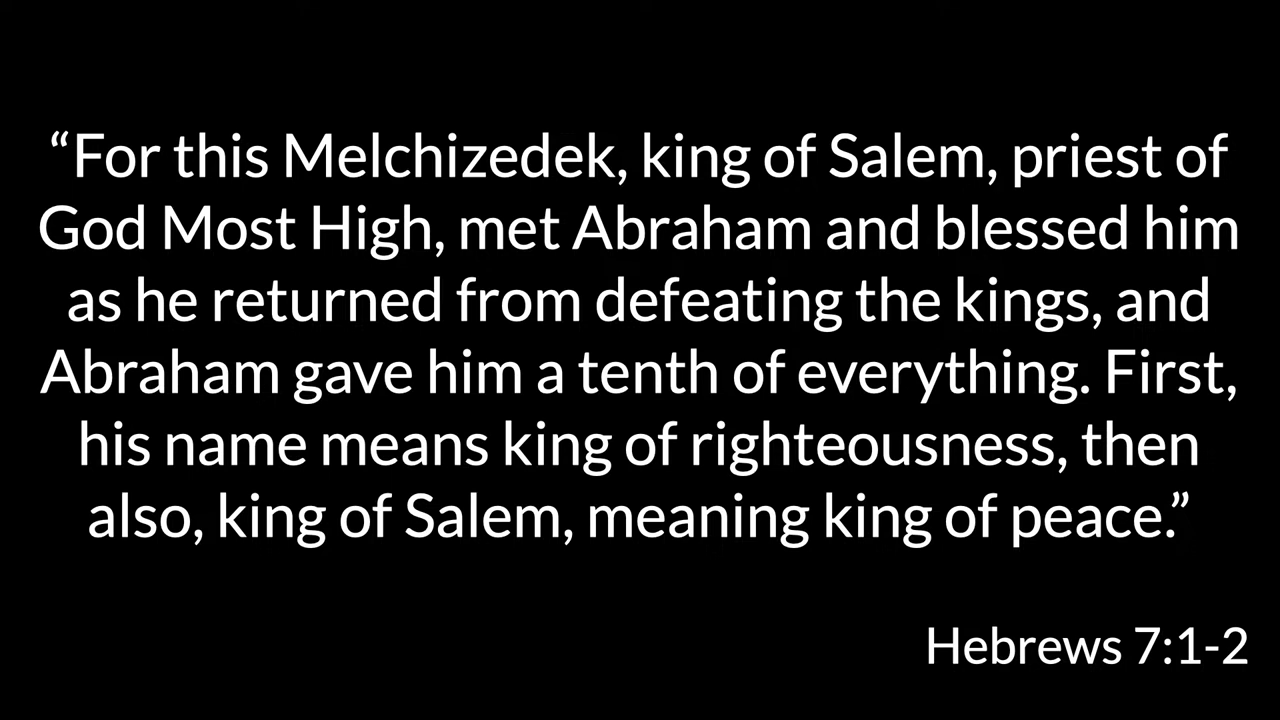 “For this Melchizedek, king of Salem, priest of
God Most High, met Abraham and blessed him
as he returned from defeating the kings, and
Abraham gave him a tenth of everything. First,
his name means king of righteousness, then
also, king of Salem, meaning king of peace.”
Hebrews 7:1-2